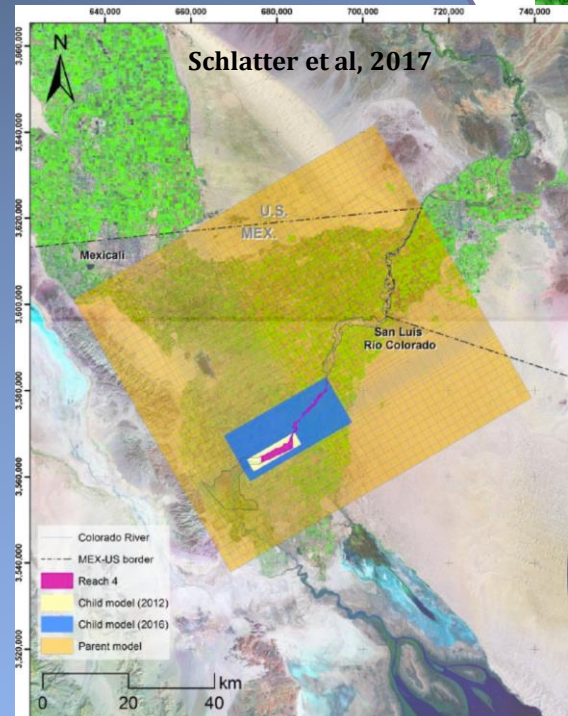 640,000
660,000
680,000
700,000
720,000
740,000
N
Schlatter et al, 2017
3,660,000
3,640,000
3,620,000
3,600,000
3,580,000
3,560,000
3,540,000
3,520,000
U.S.
MEX.
Mexicali
San Luis
Río Colorado
Colorado River
MEX-US border
Reach 4
Child model (2012)
Child model (2016)
Parent model
km
0
20
40